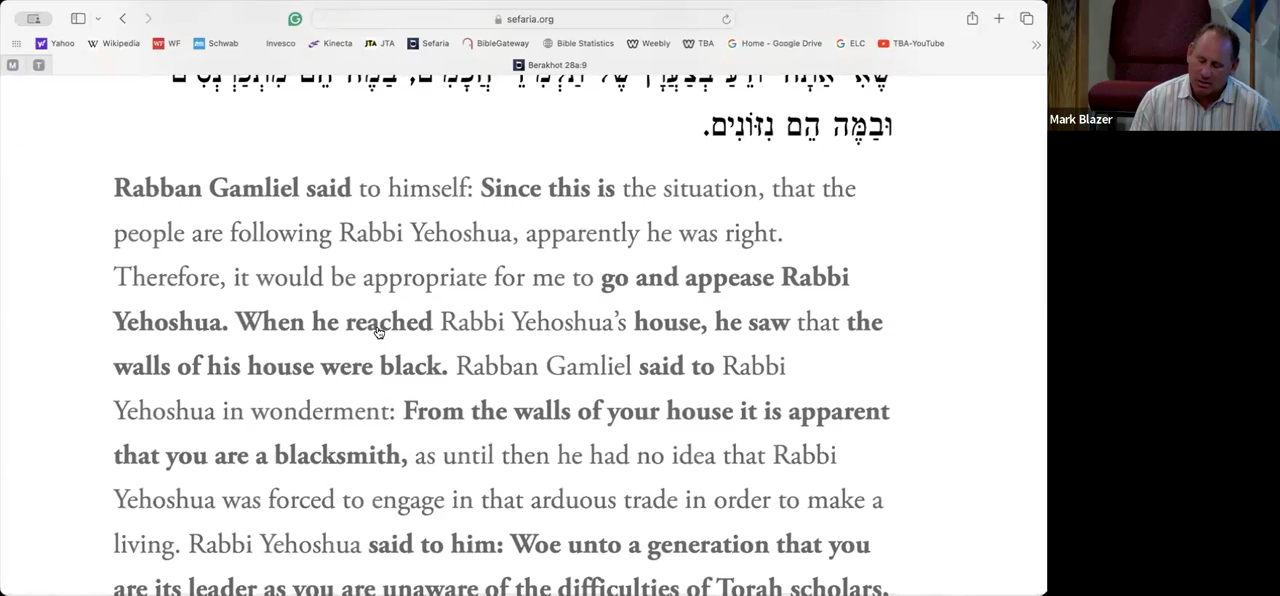 sefaria.org
Yahoo Wikipedia WF Schwab Invesco Kinecta JTA JTA Sefaria BibleGateway Bible Statistics Weebly TBA Home - Google Drive ELC TBA-YouTube
M T Berakhot 28a:9
Mark Blazer
וּבַמֶּה הֵם נִזּוֹנִים.
Rabban Gamliel said to himself: Since this is the situation, that the
people are following Rabbi Yehoshua, apparently he was right.
Therefore, it would be appropriate for me to go and appease Rabbi
Yehoshua. When he reached Rabbi Yehoshua’s house, he saw that the
walls of his house were black. Rabban Gamliel said to Rabbi
Yehoshua in wonderment: From the walls of your house it is apparent
that you are a blacksmith, as until then he had no idea that Rabbi
Yehoshua was forced to engage in that arduous trade in order to make a
living. Rabbi Yehoshua said to him: Woe unto a generation that you
are its leader as you are unaware of the difficulties of Torah scholars,